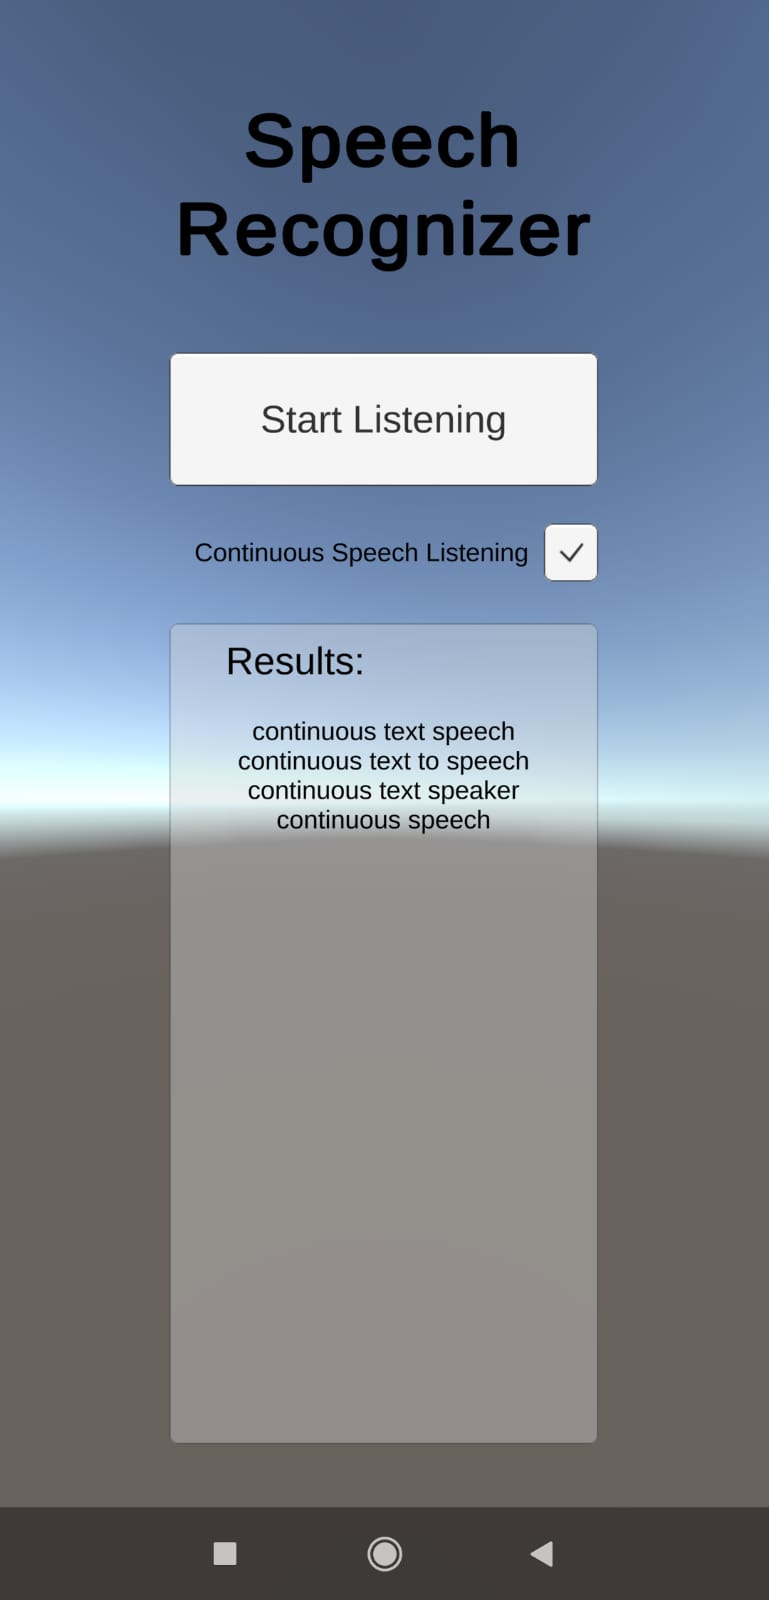 Speech
Recognizer
Start Listening
Continuous Speech Listening
Results:
continuous text speech
continuous text to speech
continuous text speaker
continuous speech